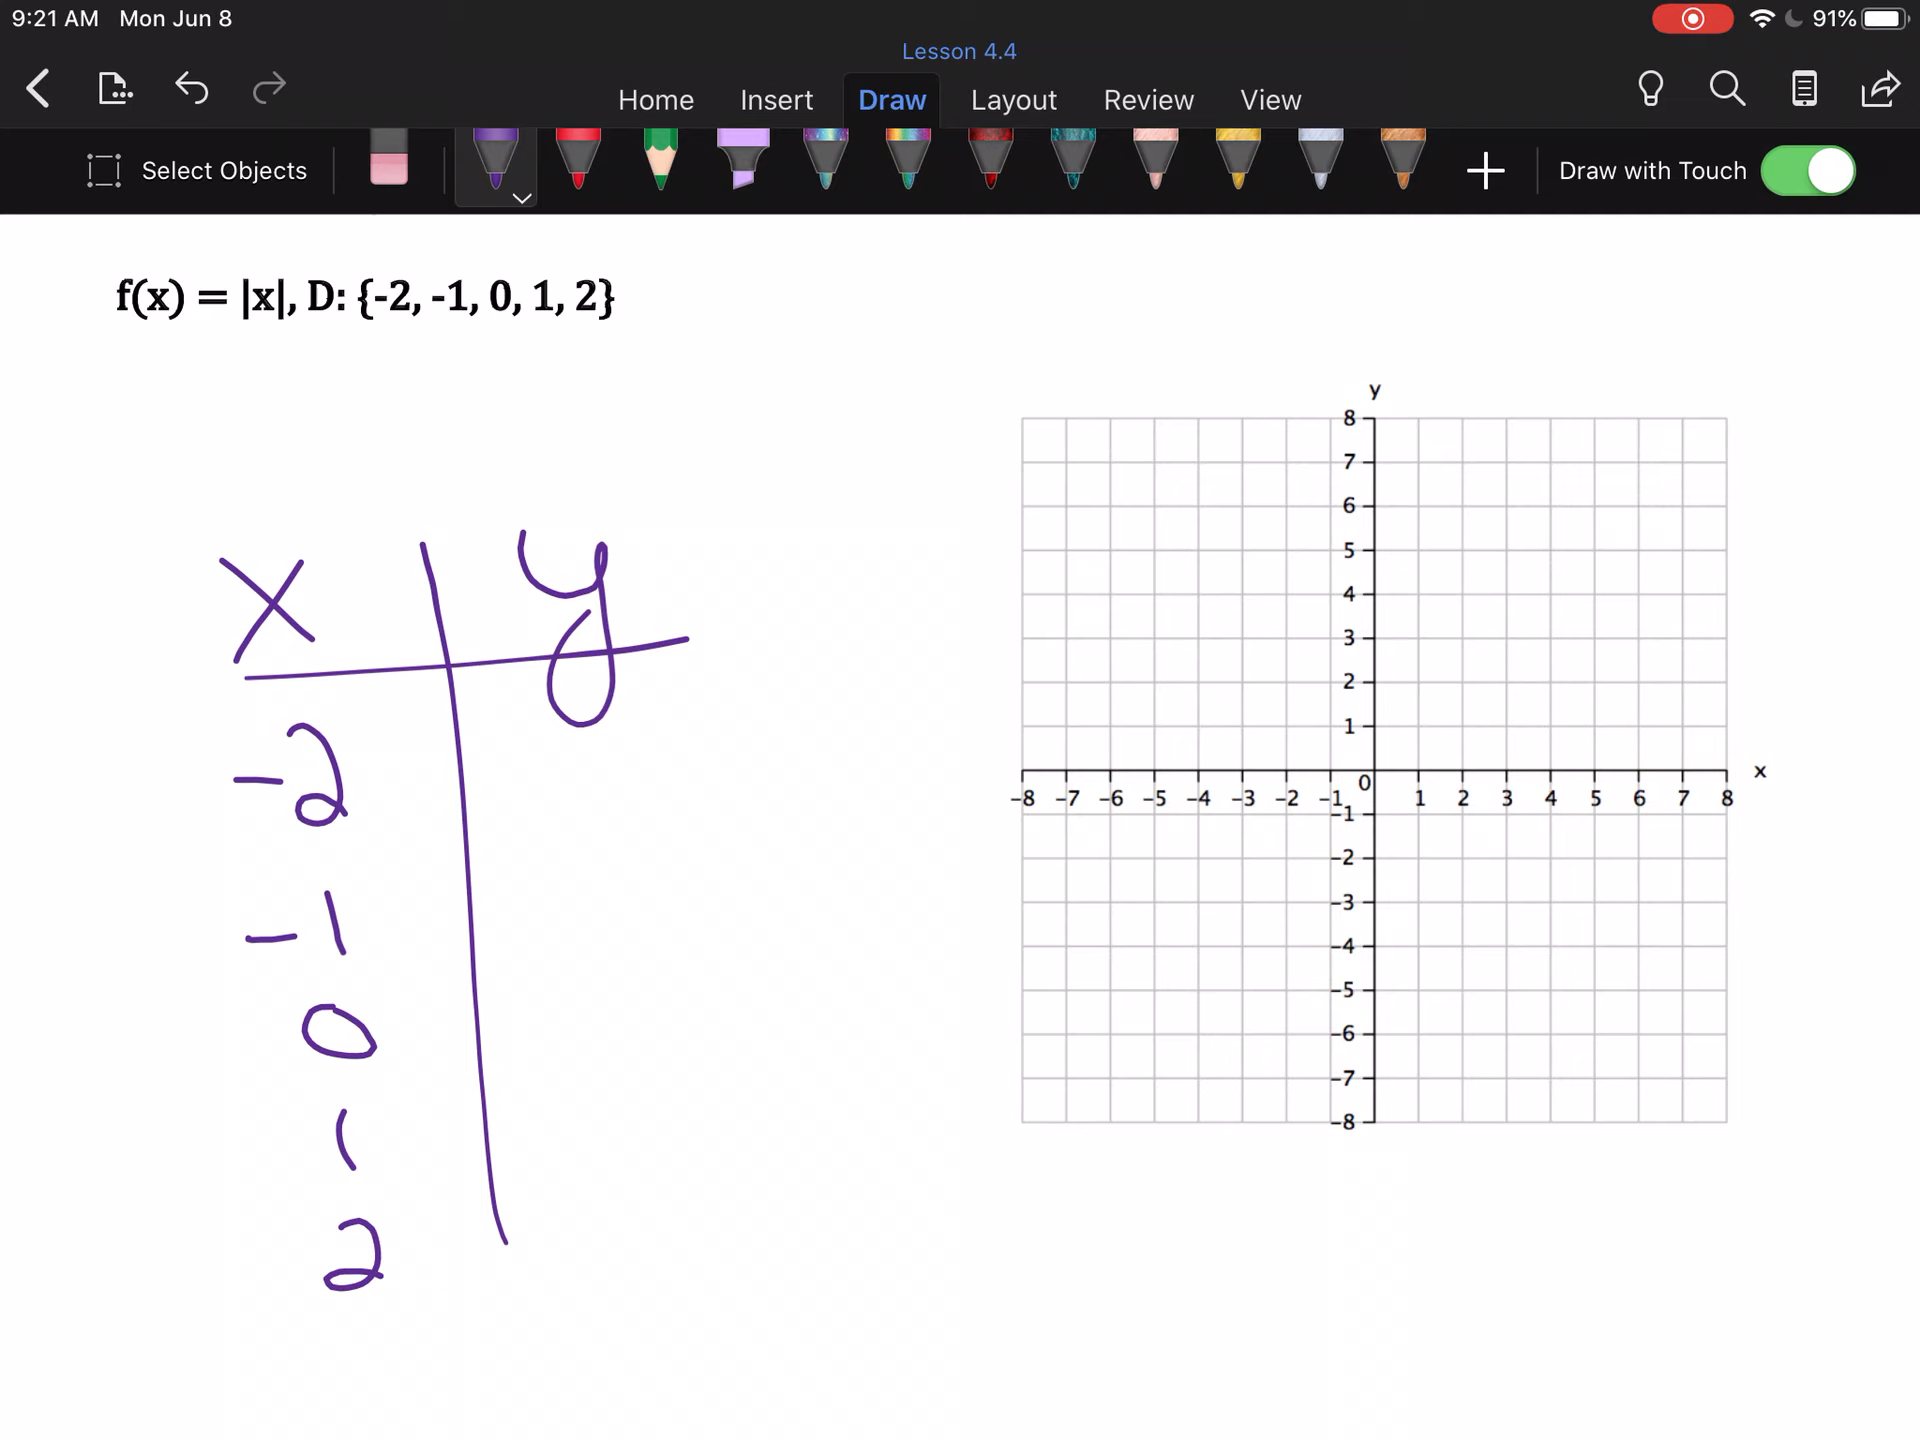 9:21 AM Mon Jun 8 91%
Lesson 4.4
Home Insert Draw Layout Review View
Select Objects Draw with Touch
f(x) = |x|, D: {-2, -1, 0, 1, 2}
x y
-2
-1
0
1
2
y
8
7
6
5
4
3
2
1
x
0
-8 -7 -6 -5 -4 -3 -2 -1 1 2 3 4 5 6 7 8
-1
-2
-3
-4
-5
-6
-7
-8